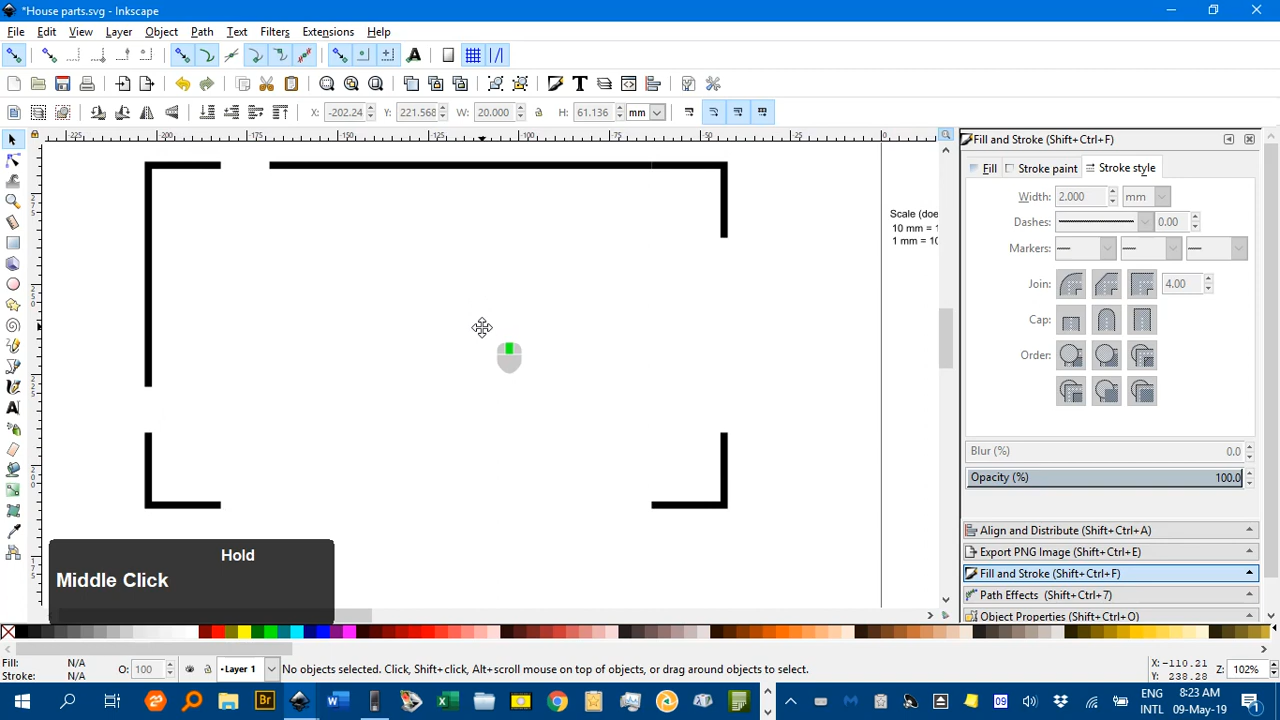 *House parts.svg - Inkscape
File Edit View Layer Object Path Text Filters Extensions Help
X: -202.24 Y: 221.568 W: 20.000 H: 61.136 mm
Fill and Stroke (Shift+Ctrl+F)
Fill Stroke paint Stroke style
Width: 2.000 mm
Dashes: 0.00
Markers:
Join: 4.00
Cap:
Order:
Blur (%) 0.0
Opacity (%) 100.0
Scale (doe
10 mm = 1
1 mm = 10
Hold
Middle Click
Align and Distribute (Shift+Ctrl+A)
Export PNG Image (Shift+Ctrl+E)
Fill and Stroke (Shift+Ctrl+F)
Path Effects (Shift+Ctrl+7)
Object Properties (Shift+Ctrl+O)
Fill: N/A
Stroke: N/A
O: 100
Layer 1
No objects selected. Click, Shift+click, Alt+scroll mouse on top of objects, or drag around objects to select.
X: -110.21
Y: 238.28
Z: 102%
ENG
INTL
8:23 AM
09-May-19